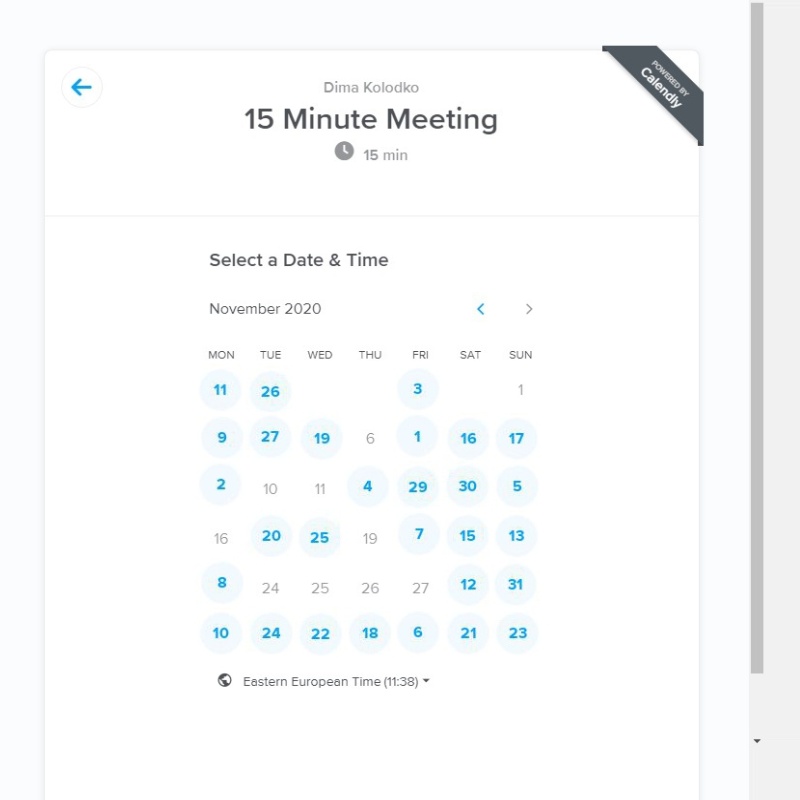 POWERED BY
Calendly
Dima Kolodko
15 Minute Meeting
15 min
Select a Date & Time
November 2020
MON TUE WED THU FRI SAT SUN
11 26 3 1
9 27 19 6 1 16 17
2 10 11 4 29 30 5
16 20 25 19 7 15 13
8 24 25 26 27 12 31
10 24 22 18 6 21 23
Eastern European Time (11:38)